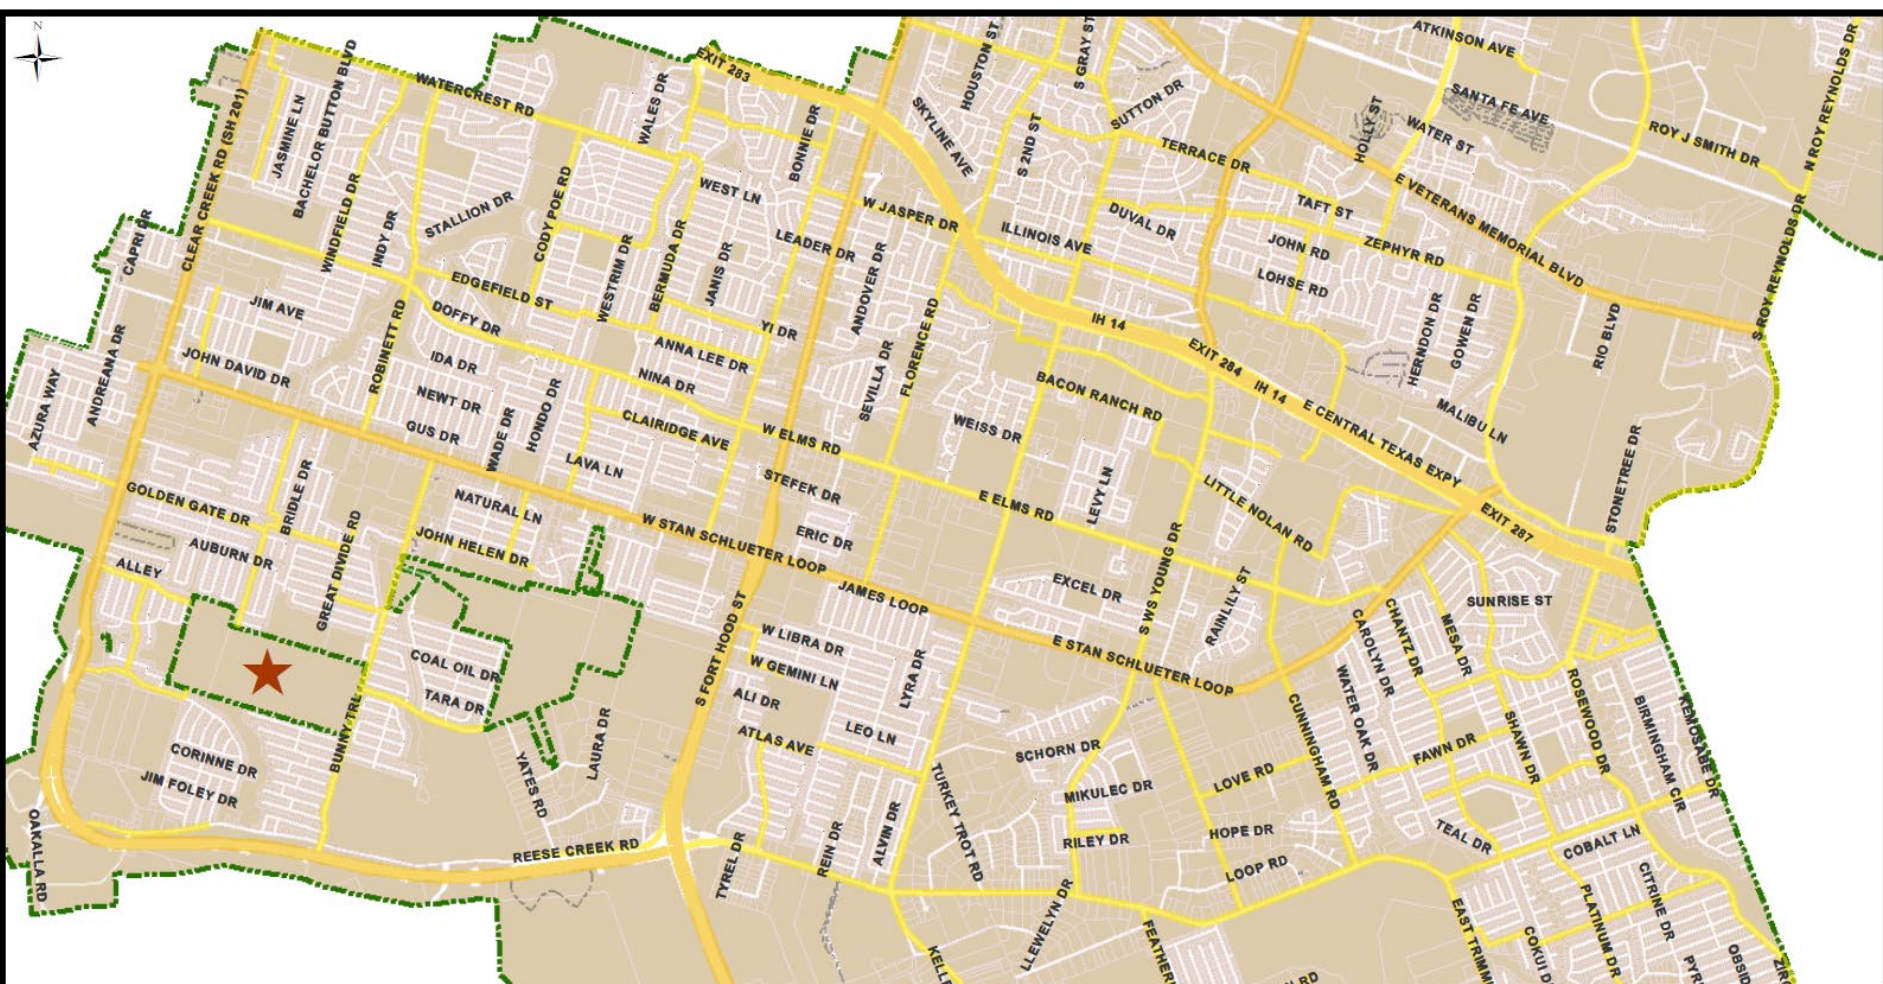 N
ATKINSON AVE
N ROY REYNOLDS DR
HOUSTON ST
S GRAY ST
EXIT 283
WATERCREST RD
BACHELOR BUTTON BLVD
JASMINE LN
WALES DR
BONNIE DR
SKYLINE AVE
S 2ND ST
SUTTON DR
HOLLY ST
SANTA FE AVE
WATER ST
ROY J SMITH DR
CLEAR CREEK RD (SH 201)
TERRACE DR
E VETERANS MEMORIAL BLVD
WINDFIELD DR
INDY DR
STALLION DR
CODY POE RD
WEST LN
W JASPER DR
ILLINOIS AVE
DUVAL DR
TAFT ST
JOHN RD
ZEPHYR RD
LOHSE RD
CAPRI DR
WESTRIM DR
BERMUDA DR
JANIS DR
LEADER DR
ANDOVER DR
S ROY REYNOLDS DR
EDGEFIELD ST
DOFFY DR
JIM AVE
ROBINETT RD
YI DR
FLORENCE RD
IH 14
EXIT 284
IH 14
HERNDON DR
GOWEN DR
RIO BLVD
ANDREANA DR
JOHN DAVID DR
IDA DR
ANNA LEE DR
NINA DR
SEVILLA DR
BACON RANCH RD
E CENTRAL TEXAS EXPY
MALIBU LN
AZURA WAY
NEWT DR
GUS DR
WADE DR
HONDO DR
CLAIRIDGE AVE
W ELMS RD
WEISS DR
STONETREE DR
LAVA LN
STEFEK DR
LEVY LN
LITTLE NOLAN RD
GOLDEN GATE DR
BRIDLE DR
NATURAL LN
E ELMS RD
EXIT 287
AUBURN DR
GREAT DIVIDE RD
JOHN HELEN DR
W STAN SCHLUETER LOOP
ERIC DR
S WS YOUNG DR
ALLEY
JAMES LOOP
EXCEL DR
RAINLILY ST
SUNRISE ST
S FORT HOOD ST
W LIBRA DR
W GEMINI LN
LYRA DR
E STAN SCHLUETER LOOP
CAROLYN DR
CHANTZ DR
MESA DR
COAL OIL DR
TARA DR
ALI DR
WATER OAK DR
ROSEWOOD DR
BIRMINGHAM CIR
KEMOSABE DR
BUNNY TRL
LAURA DR
ATLAS AVE
LEO LN
SCHORN DR
CUNNINGHAM RD
SHAWN DR
FAWN DR
CORINNE DR
JIM FOLEY DR
YATES RD
TURKEY TROT RD
MIKULEC DR
LOVE RD
OAKALLA RD
REESE CREEK RD
TYREL DR
REIN DR
ALVIN DR
RILEY DR
HOPE DR
LOOP RD
TEAL DR
COBALT LN
LLEWELYN DR
CITRINE DR
PLATINUM DR